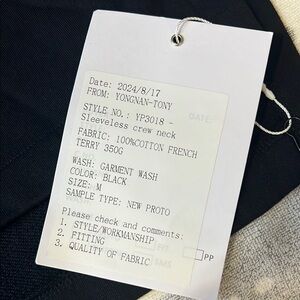 Date: 2024/8/17
FROM: YONGNAN-TONY
STYLE NO.: YP3018 -
Sleeveless crew neck
FABRIC: 100%COTTON FRENCH
TERRY 350G
WASH: GARMENT WASH
COLOR: BLACK
SIZE: M
SAMPLE TYPE: NEW PROTO
Please check and comments.
1. STYLE/WORKMANSHIP
2. FITTING
3. QUALITY OF FABRIC
PP